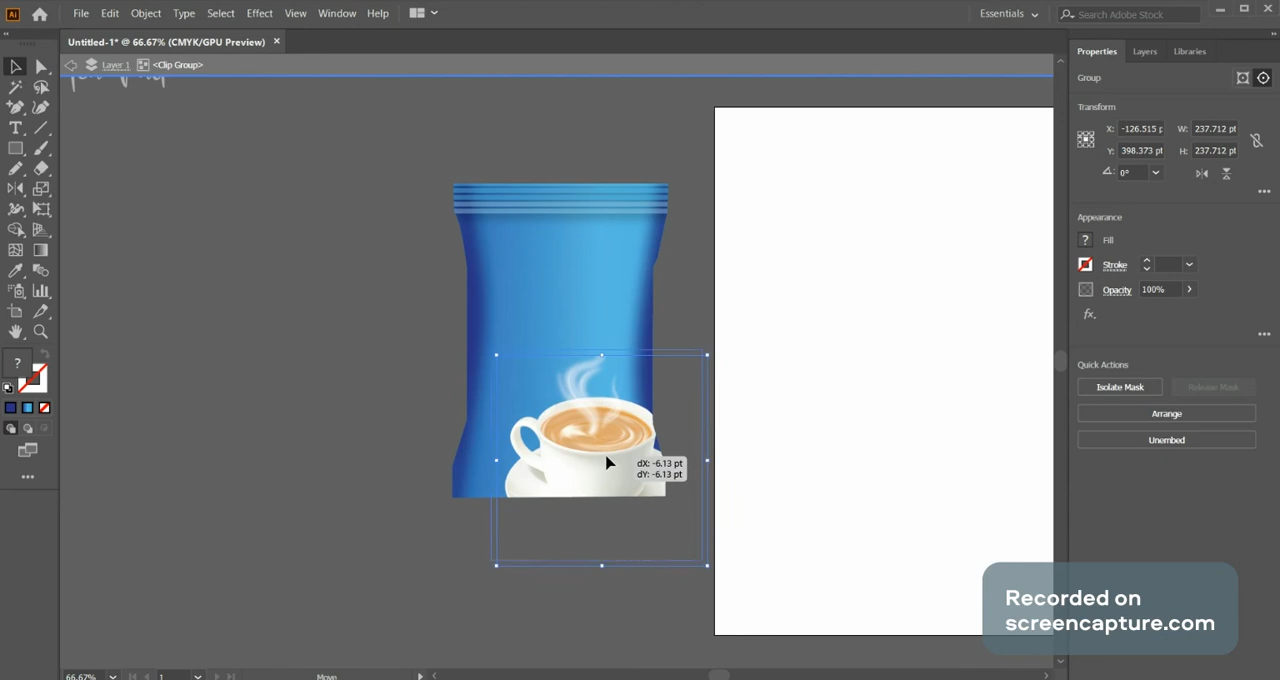 Ai File Edit Object Type Select Effect View Window Help Essentials Search Adobe Stock
Untitled-1* @ 66.67% (CMYK/GPU Preview)
Properties Layers Libraries
Layer 1 <Clip Group>
Group
Transform
X: -126.515 p W: 237.712 pt
Y: 398.373 pt H: 237.712 pt
0°
Appearance
? Fill
Stroke
Opacity 100%
fx.
Quick Actions
Isolate Mask Release Mask
Arrange
Unembed
dX: -6.13 pt
dY: -6.13 pt
?
Recorded on
screencapture.com
66.67% 1 Move